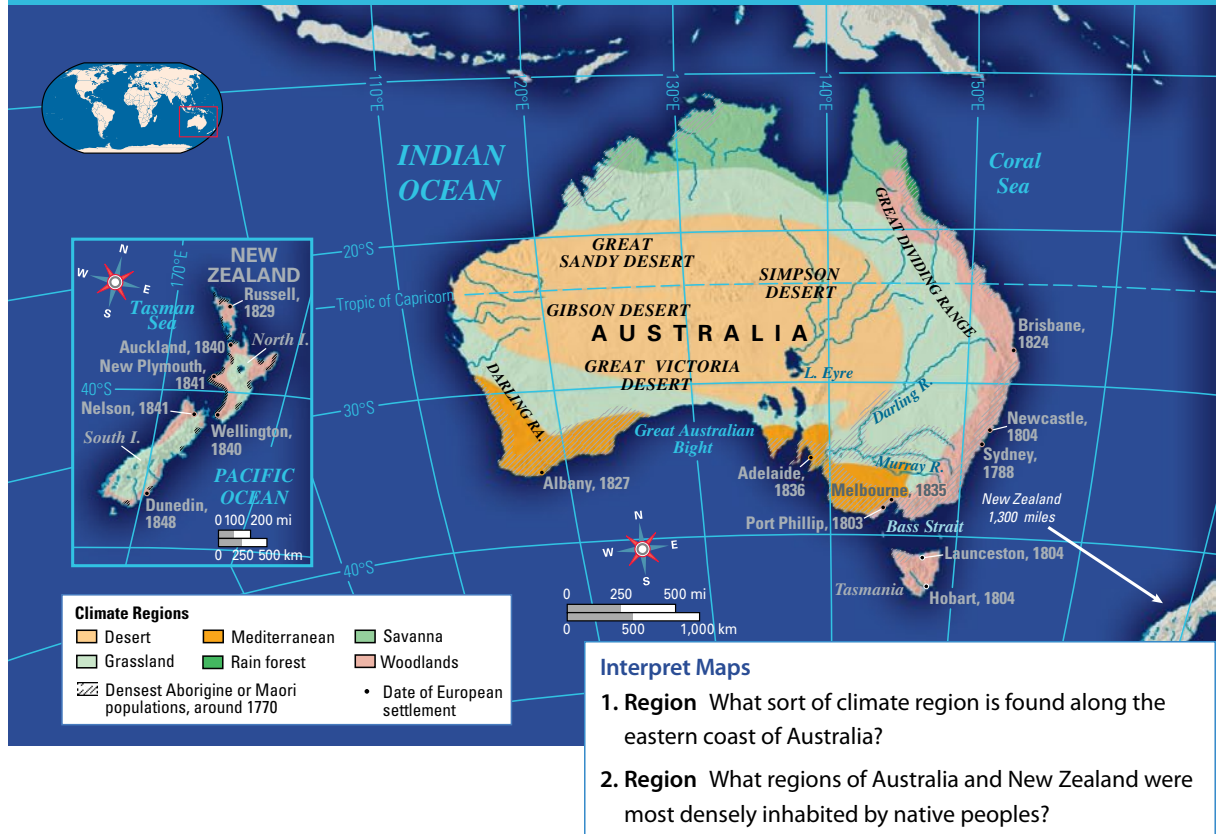 110°E
120°E
130°E
140°E
150°E
INDIAN
OCEAN
Coral
Sea
20°S
Tropic of Capricorn
30°S
40°S
GREAT
SANDY DESERT
SIMPSON
DESERT
GIBSON DESERT
AUSTRALIA
GREAT VICTORIA
DESERT
GREAT DIVIDING RANGE
DARLING RA.
L. Eyre
Darling R.
Murray R.
Great Australian
Bight
Brisbane,
1824
Newcastle,
1804
Sydney,
1788
Albany, 1827
Adelaide,
1836
Melbourne, 1835
Port Phillip, 1803
Bass Strait
Launceston, 1804
Tasmania
Hobart, 1804
New Zealand
1,300 miles
N
W E
S
0 250 500 mi
0 500 1,000 km
N
W E
S
170°E
NEW
ZEALAND
Tasman
Sea
Russell,
1829
Auckland, 1840
North I.
New Plymouth,
1841
40°S
Nelson, 1841
South I.
Wellington,
1840
PACIFIC
OCEAN
Dunedin,
1848
0 100 200 mi
0 250 500 km
Climate Regions
Desert Mediterranean Savanna
Grassland Rain forest Woodlands
Densest Aborigine or Maori
populations, around 1770
• Date of European
settlement
Interpret Maps
1. Region What sort of climate region is found along the
eastern coast of Australia?
2. Region What regions of Australia and New Zealand were
most densely inhabited by native peoples?